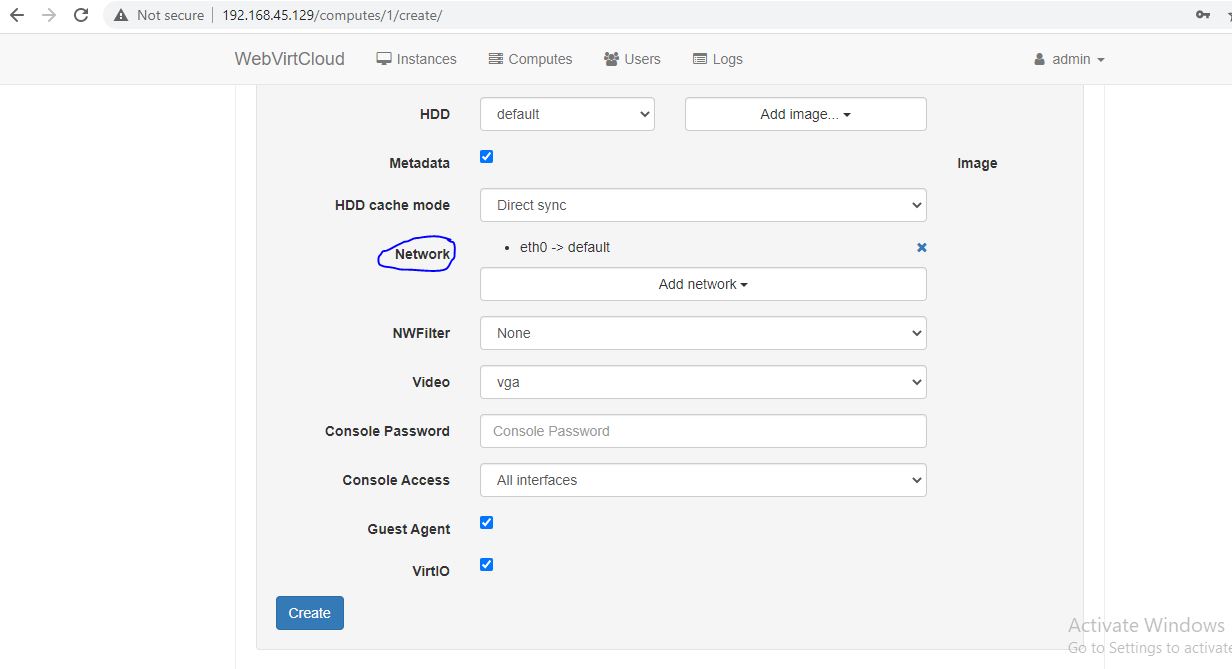 Not secure | 192.168.45.129/computes/1/create/
WebVirtCloud Instances Computes Users Logs admin
HDD default Add image...
Metadata Image
HDD cache mode Direct sync
Network eth0 -> default
Add network
NWFilter None
Video vga
Console Password Console Password
Console Access All interfaces
Guest Agent
VirtIO
Create
Activate Windows
Go to Settings to activate